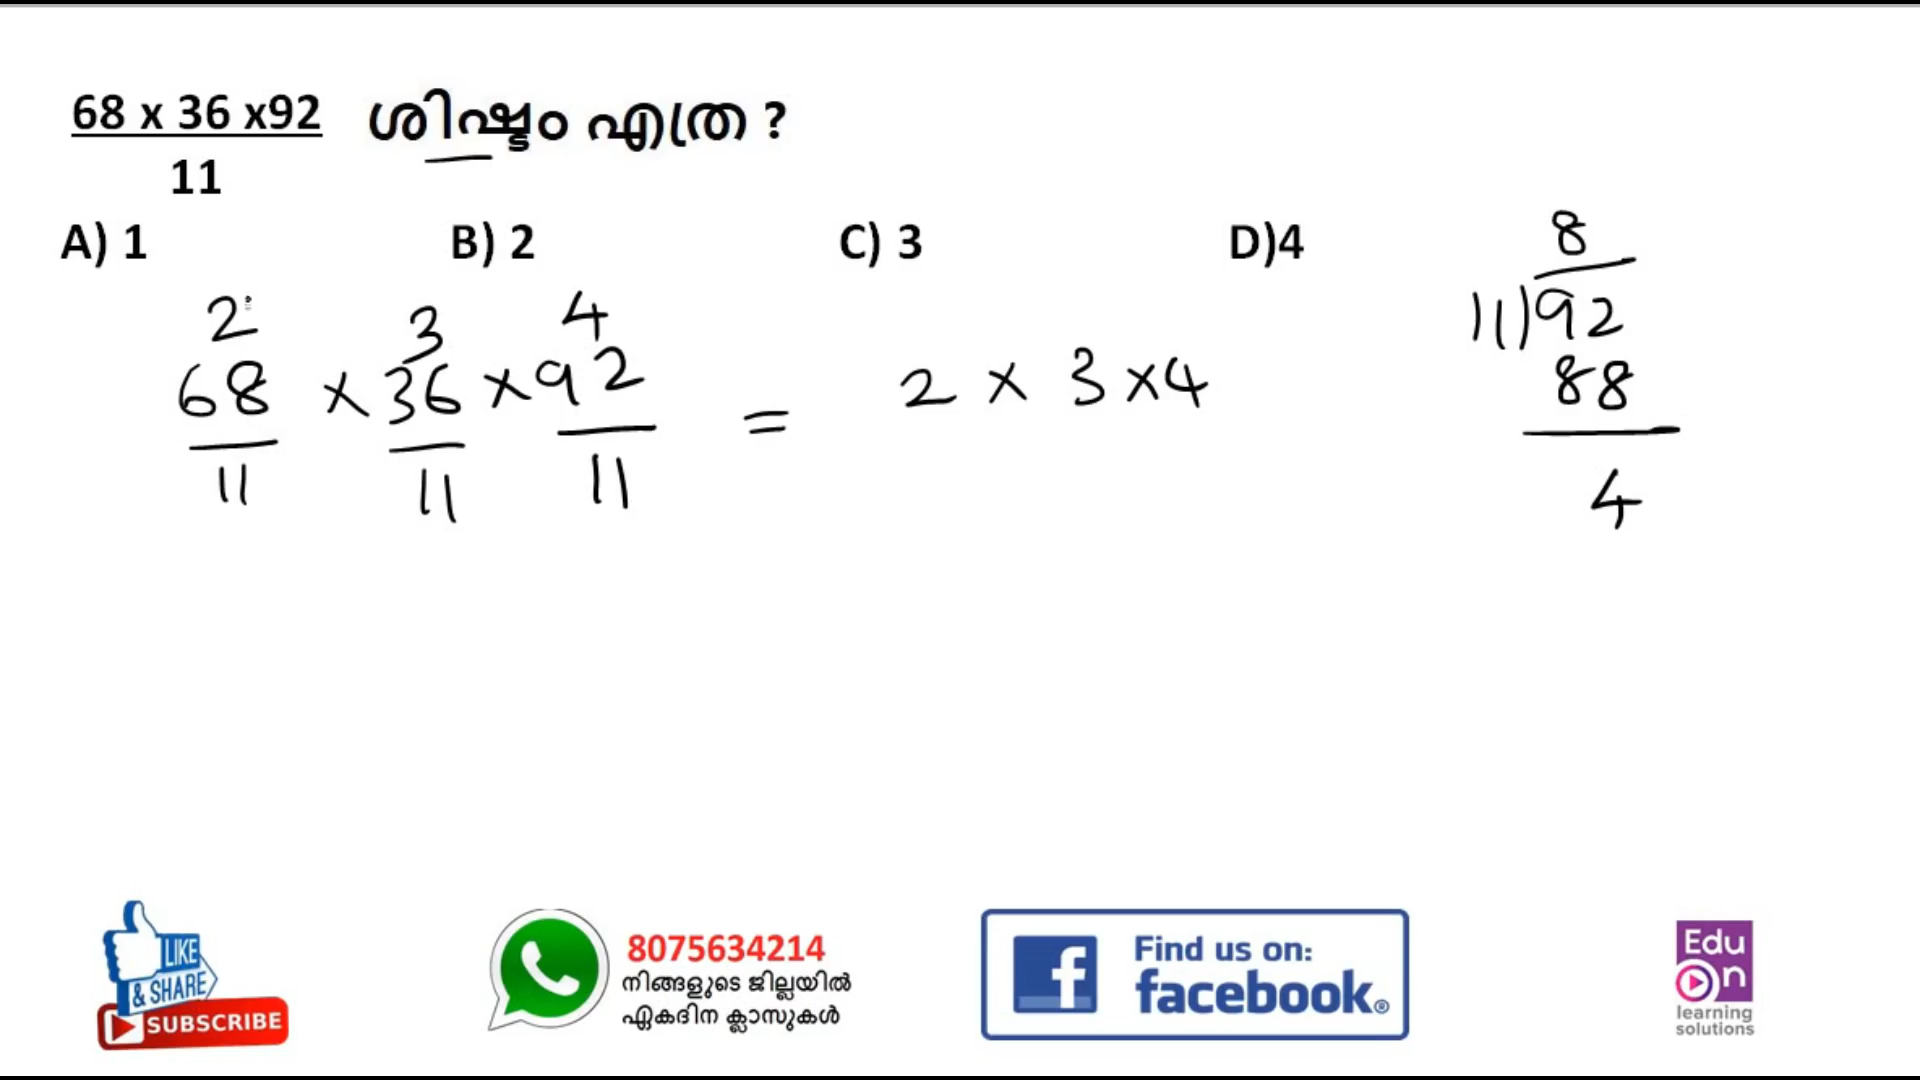 68 x 36 x92 ശിഷ്ടം എത്ര ?
11
A) 1 B) 2 C) 3 D)4
2 3 4
68 x 36 x 92 = 2 x 3 x 4
11 11 11
8
11)92
88
4
LIKE
& SHARE
SUBSCRIBE
8075634214
നിങ്ങളുടെ ജില്ലയിൽ
ഏകദിന ക്ലാസുകൾ
Find us on:
facebook®
Edu
On
learning
solutions